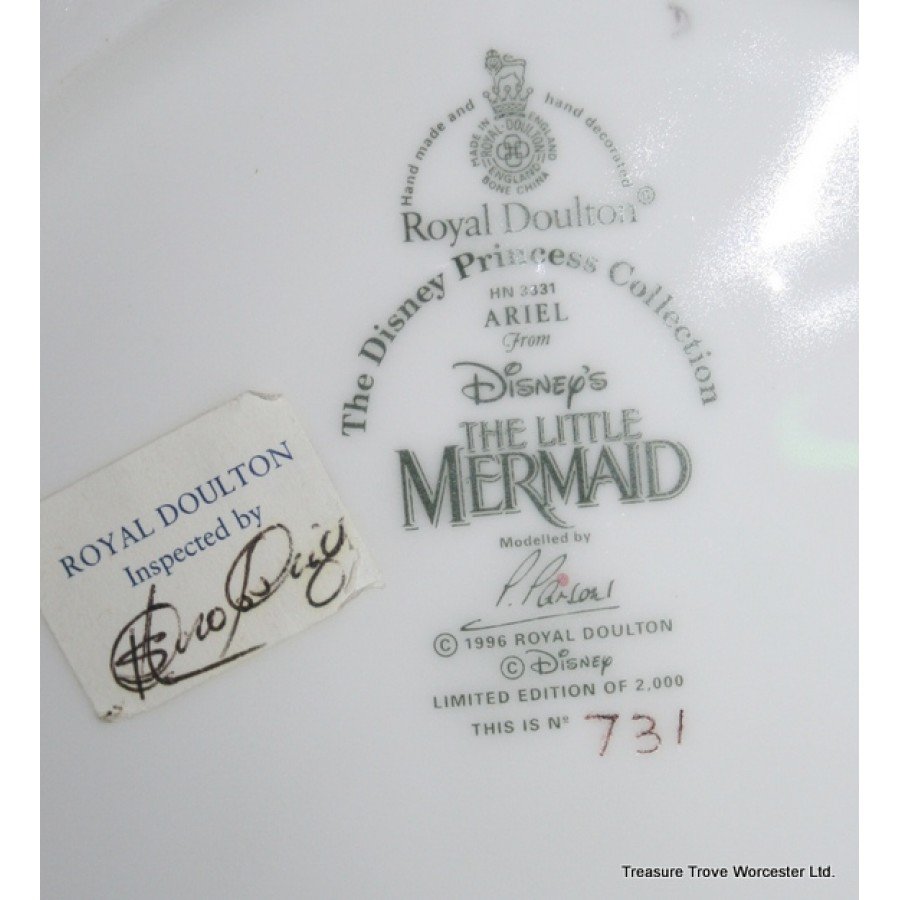 Hand made and hand decorated
MADE IN ENGLAND
ROYAL DOULTON
ENGLAND
BONE CHINA
Royal Doulton®
The Disney Princess Collection
HN 3831
ARIEL
From
Disney's
THE LITTLE
MERMAID
Modelled by
P. Parsons
© 1996 ROYAL DOULTON
© Disney
LIMITED EDITION OF 2,000
THIS IS Nº 731
ROYAL DOULTON
Inspected by
Treasure Trove Worcester Ltd.